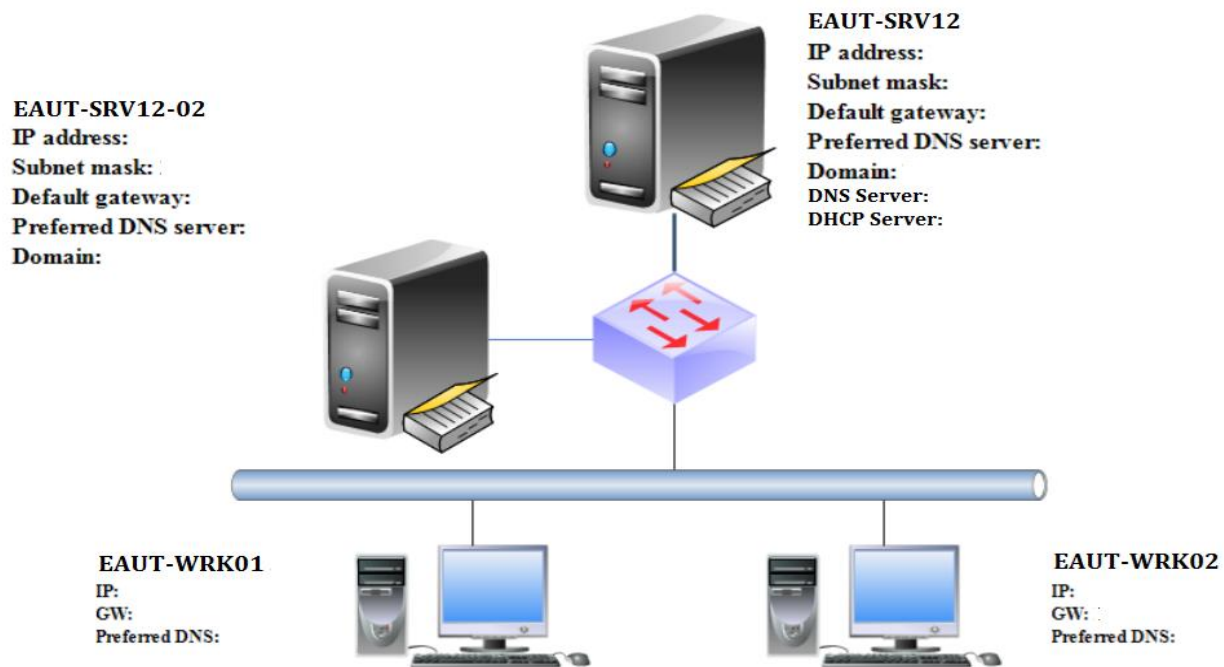 EAUT-SRV12
IP address:
Subnet mask:
Default gateway:
Preferred DNS server:
Domain:
DNS Server:
DHCP Server:
EAUT-SRV12-02
IP address:
Subnet mask:
Default gateway:
Preferred DNS server:
Domain:
EAUT-WRK01
IP:
GW:
Preferred DNS:
EAUT-WRK02
IP:
GW:
Preferred DNS: